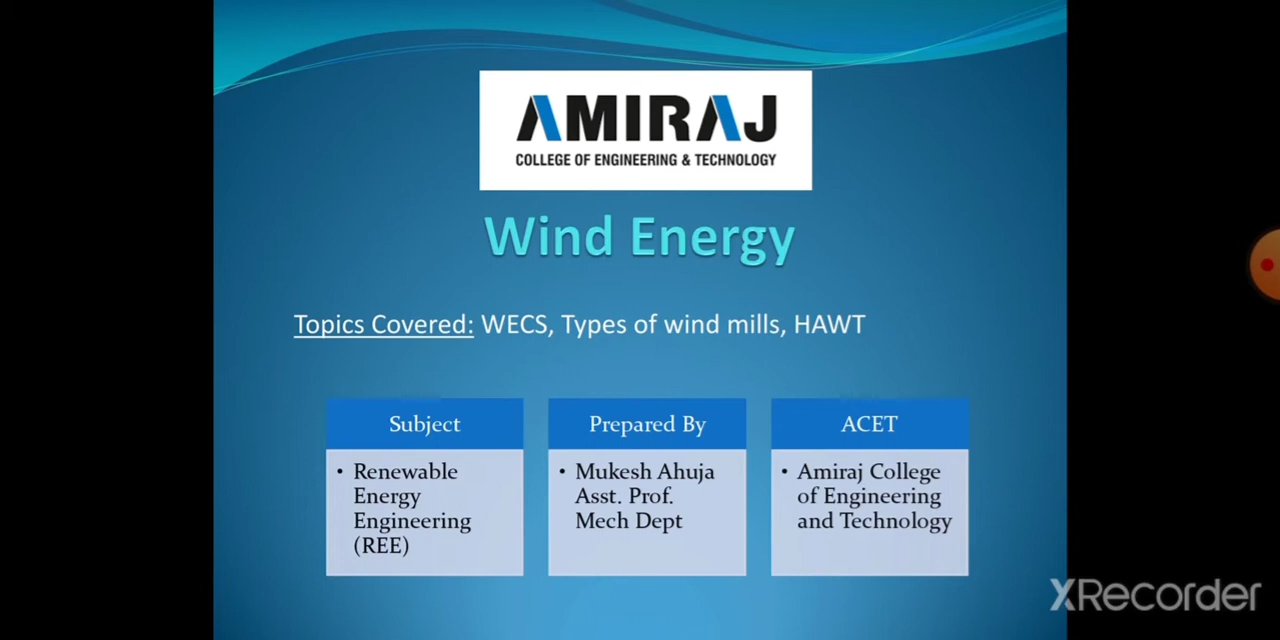 AMIRAJ
COLLEGE OF ENGINEERING & TECHNOLOGY
Wind Energy
Topics Covered: WECS, Types of wind mills, HAWT
Subject
• Renewable
Energy
Engineering
(REE)
Prepared By
• Mukesh Ahuja
Asst. Prof.
Mech Dept
ACET
• Amiraj College
of Engineering
and Technology
XRecorder